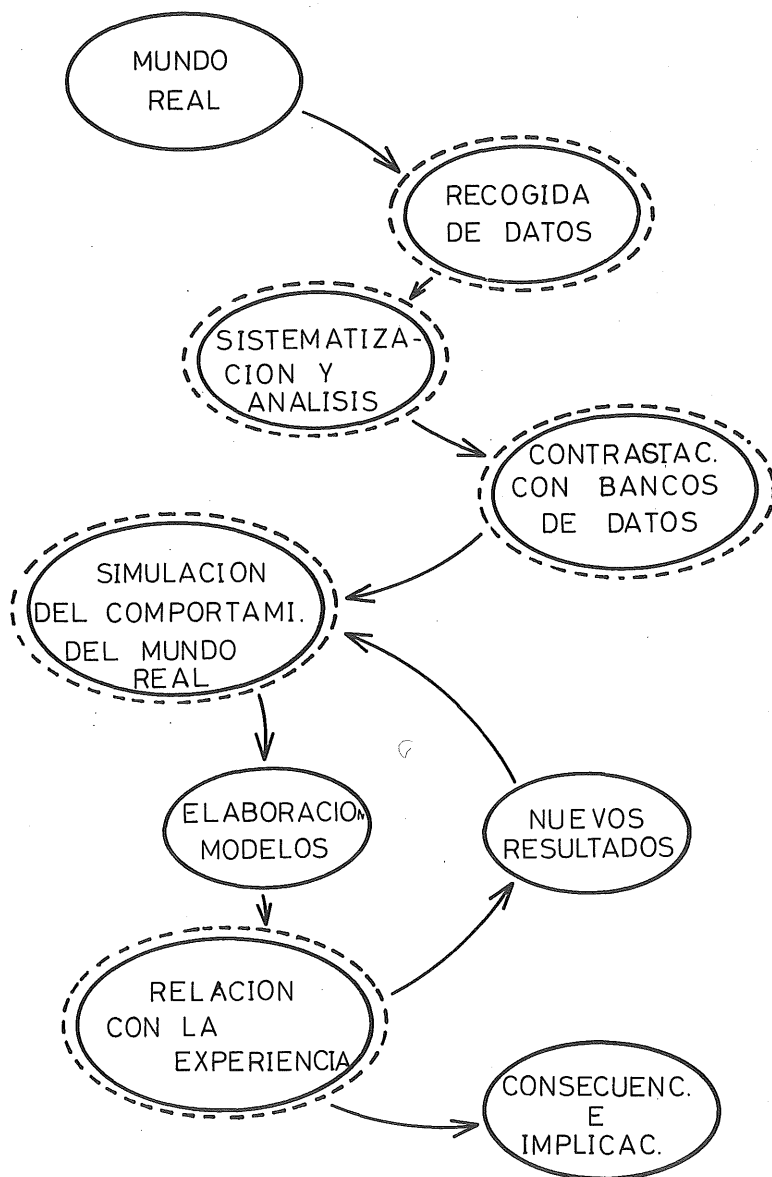 MUNDO
REAL
RECOGIDA
DE DATOS
SISTEMATIZA-
CION Y
ANALISIS
CONTRASTAC.
CON BANCOS
DE DATOS
SIMULACION
DEL COMPORTAMI.
DEL MUNDO
REAL
ELABORACION
MODELOS
NUEVOS
RESULTADOS
RELACION
CON LA
EXPERIENCIA
CONSECUENC.
E
IMPLICAC.